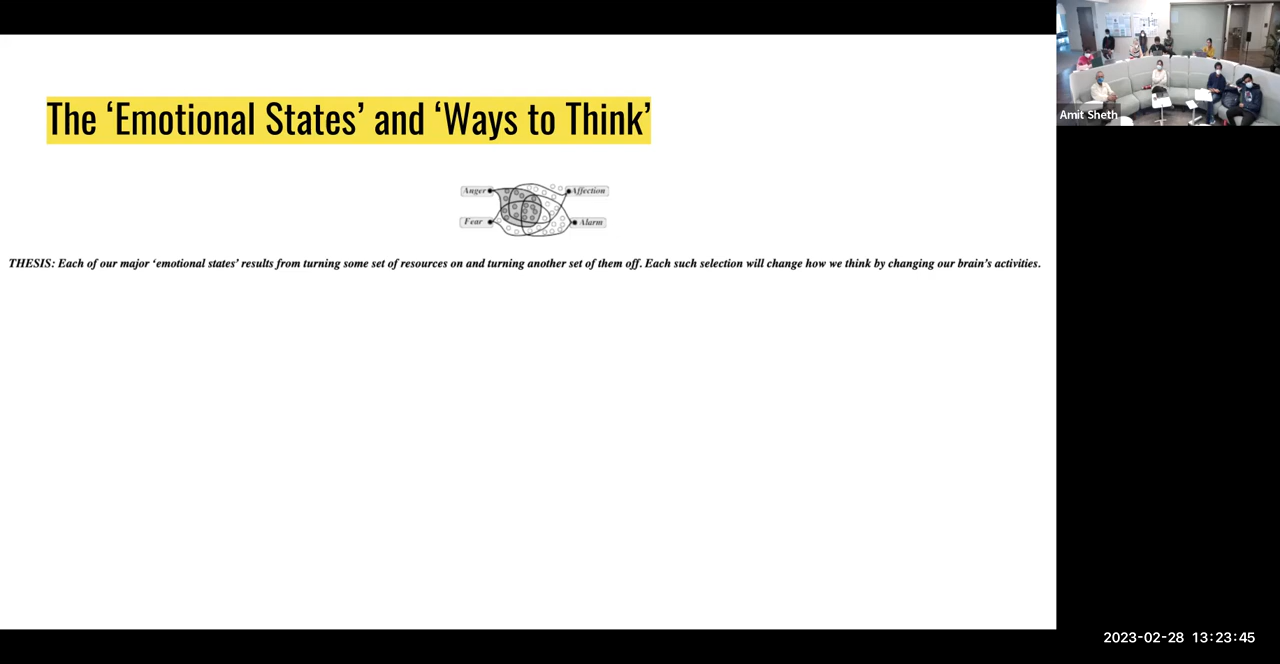 The ‘Emotional States’ and ‘Ways to Think’
Amit Sheth
Anger
Affection
Fear
Alarm
THESIS: Each of our major ‘emotional states’ results from turning some set of resources on and turning another set of them off. Each such selection will change how we think by changing our brain’s activities.
2023-02-28 13:23:45